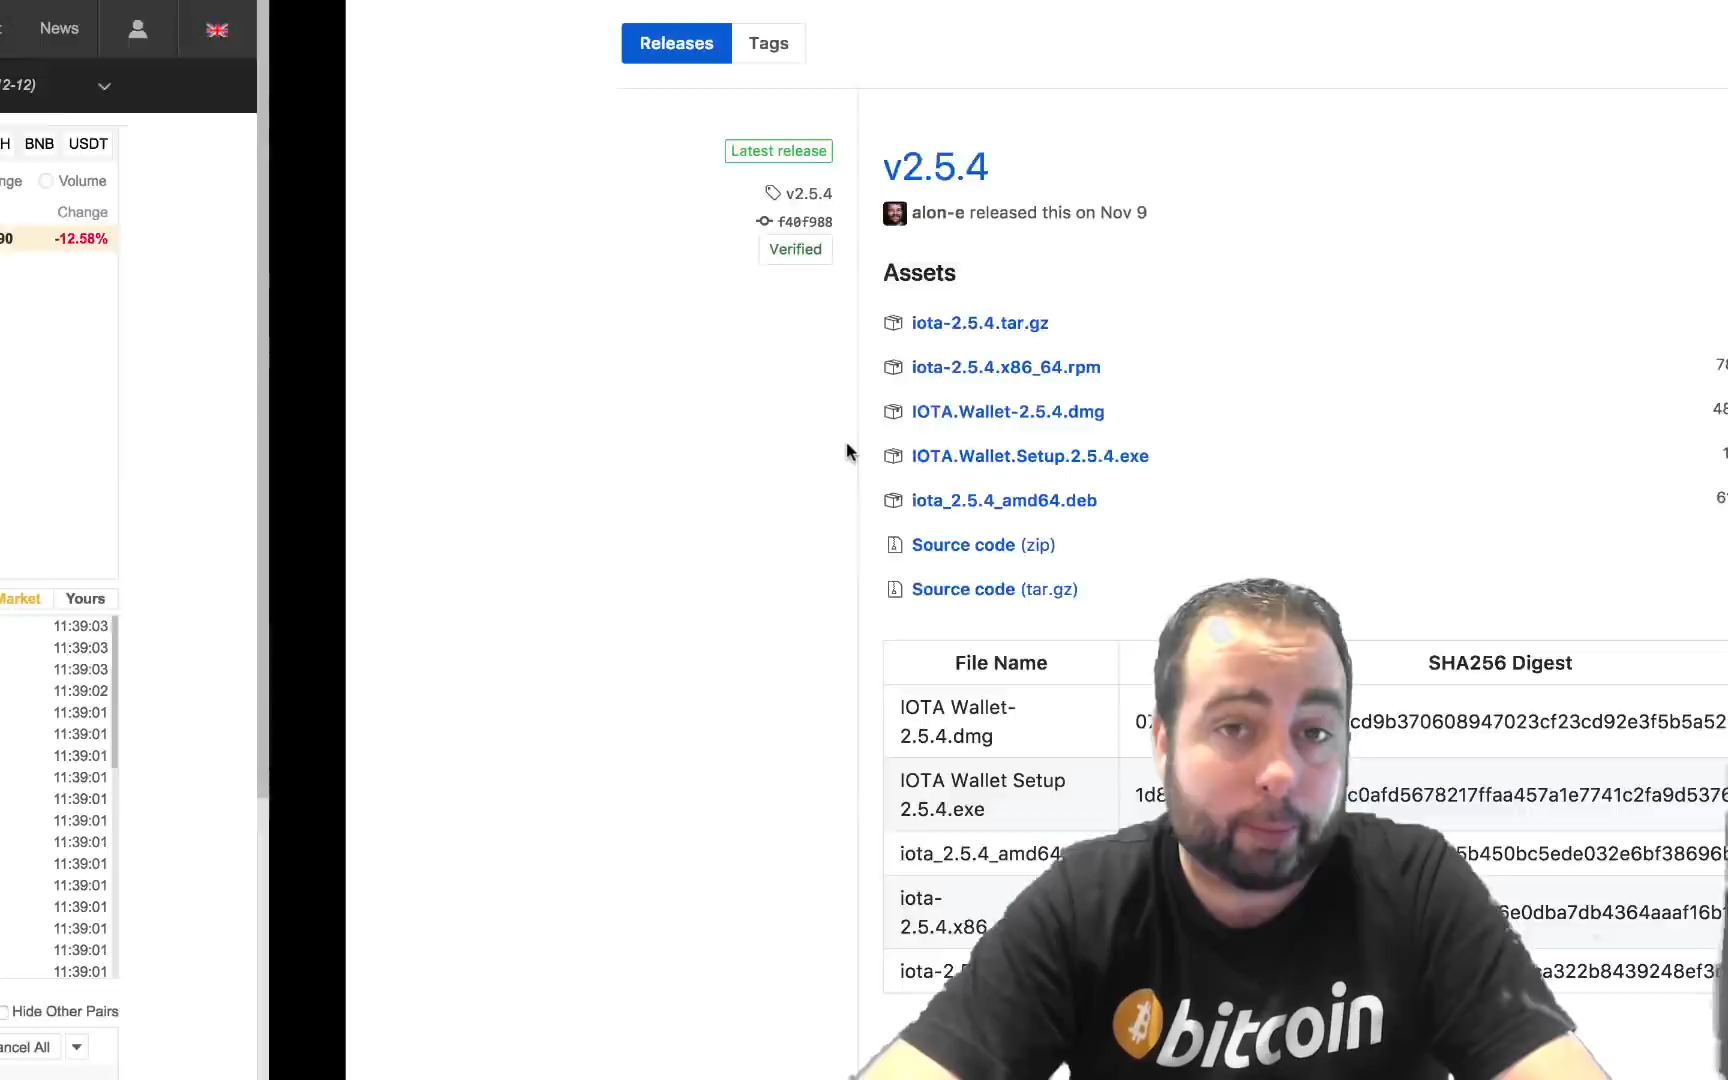 News
2-12)
H BNB USDT
nge Volume
Change
90 -12.58%
Market Yours
11:39:03
11:39:03
11:39:03
11:39:02
11:39:01
11:39:01
11:39:01
11:39:01
11:39:01
11:39:01
11:39:01
11:39:01
11:39:01
11:39:01
11:39:01
11:39:01
11:39:01
Hide Other Pairs
ancel All
Releases Tags
Latest release
v2.5.4
f40f988
Verified
v2.5.4
alon-e released this on Nov 9
Assets
iota-2.5.4.tar.gz
iota-2.5.4.x86_64.rpm
78
IOTA.Wallet-2.5.4.dmg
48
IOTA.Wallet.Setup.2.5.4.exe
1
iota_2.5.4_amd64.deb
Source code (zip)
Source code (tar.gz)
File Name SHA256 Digest
IOTA Wallet-
2.5.4.dmg
07 cd9b370608947023cf23cd92e3f5b5a52
IOTA Wallet Setup
2.5.4.exe
1d8 c0afd5678217ffaa457a1e7741c2fa9d5376
iota_2.5.4_amd64 5b450bc5ede032e6bf38696b
iota-
2.5.4.x86
6e0dba7db4364aaaf16b
iota-2 a322b8439248ef3
bitcoin